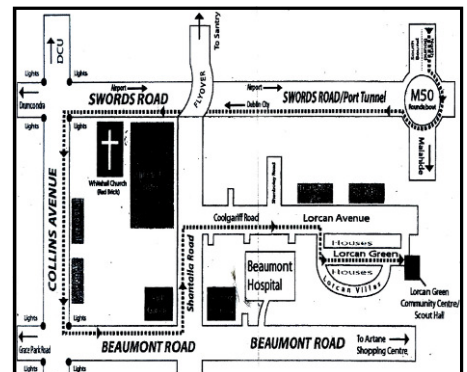 DCU
To Santry
Lights
Lights
Airport
Airport
FLYOVER
Drumcondra
SWORDS ROAD
Dublin City
SWORDS ROAD/Port Tunnel
M50
Roundabout
Lights
Lights
Malahide
Whitehall Church
(Red Brick)
COLLINS AVENUE
Shantalla Road
Coolgariff Road
Lorcan Avenue
Houses
Lorcan Green
Houses
Lorcan Villas
Beaumont
Hospital
Lorcan Green
Community Centre/
Scout Hall
Lights
Lights
Grace Park Road
BEAUMONT ROAD
BEAUMONT ROAD
To Artane
Shopping Centre
Lights
Lights